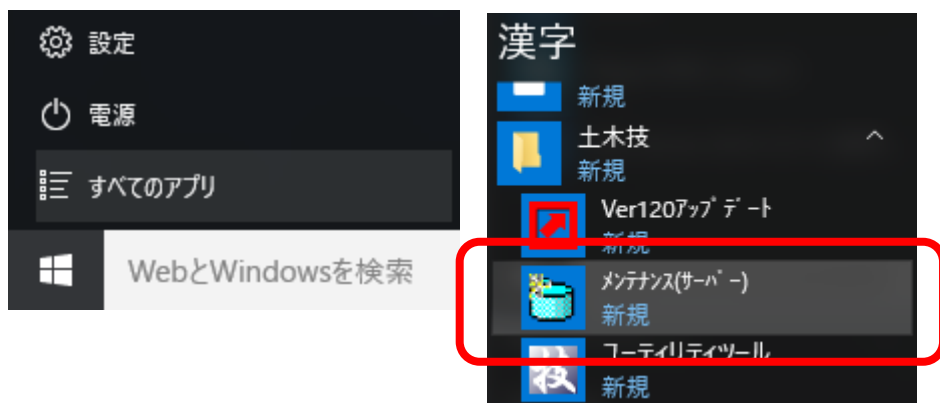 設定
電源
すべてのアプリ
WebとWindowsを検索
漢字
新規
土木技
新規
Ver120ｱｯﾌﾟﾃﾞｰﾄ
新規
ﾒﾝﾃﾅﾝｽ(ｻｰﾊﾞｰ)
新規
ユーティリティツール
技
新規